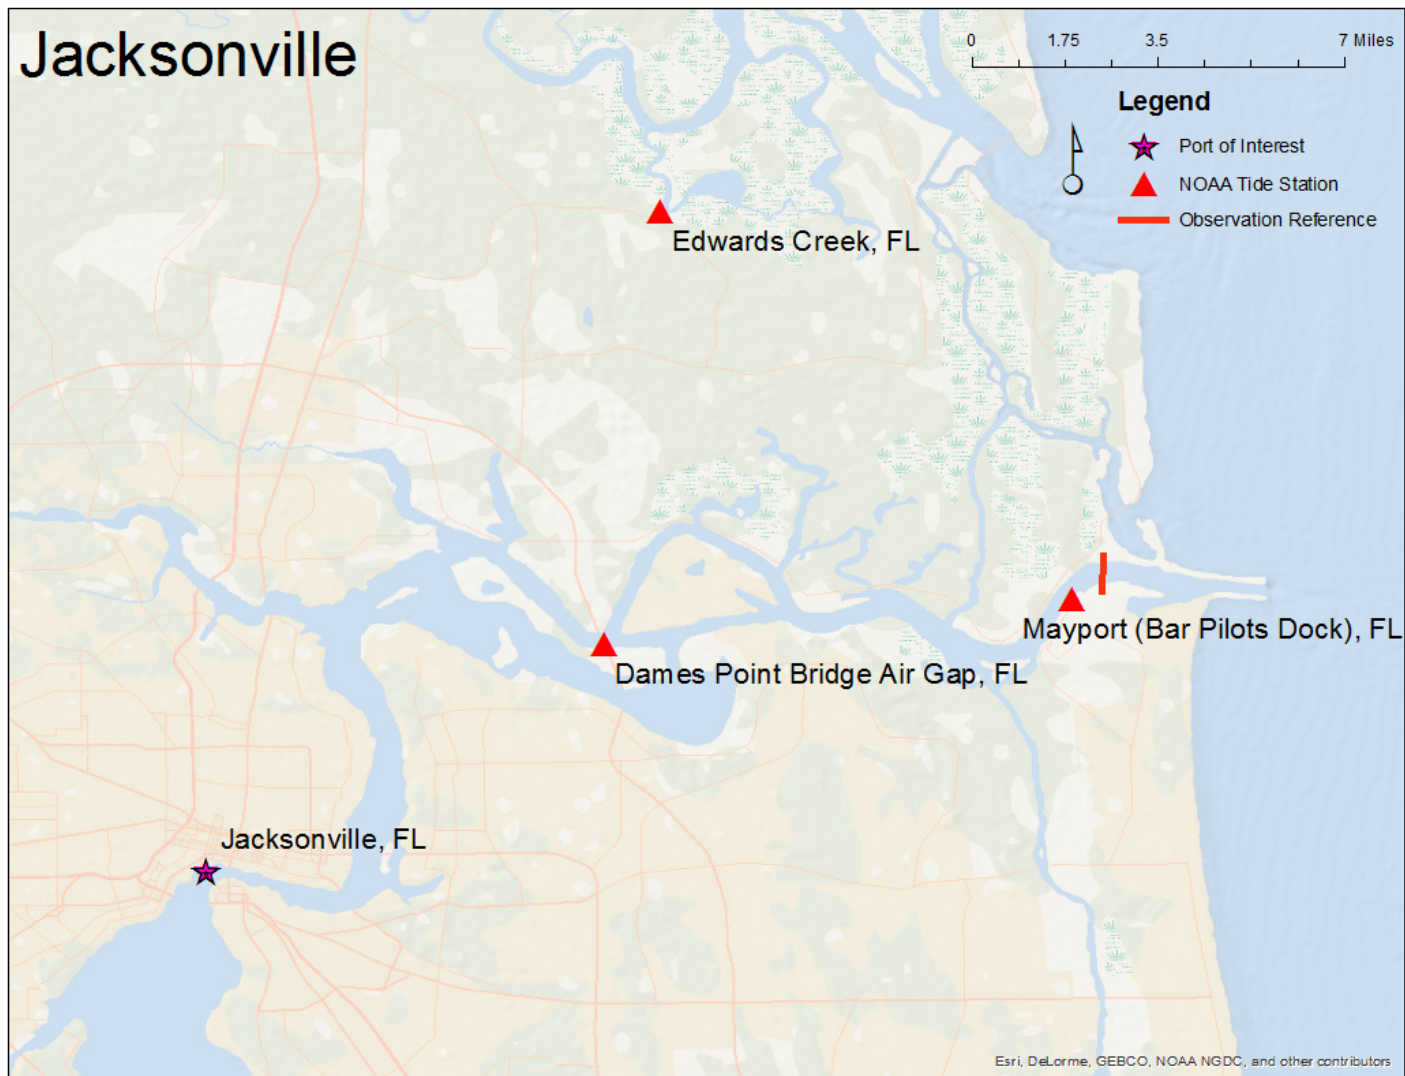 Jacksonville
0 1.75 3.5 7 Miles
Legend
Port of Interest
NOAA Tide Station
Observation Reference
Edwards Creek, FL
Mayport (Bar Pilots Dock), FL
Dames Point Bridge Air Gap, FL
Jacksonville, FL
Esri, DeLorme, GEBCO, NOAA NGDC, and other contributors